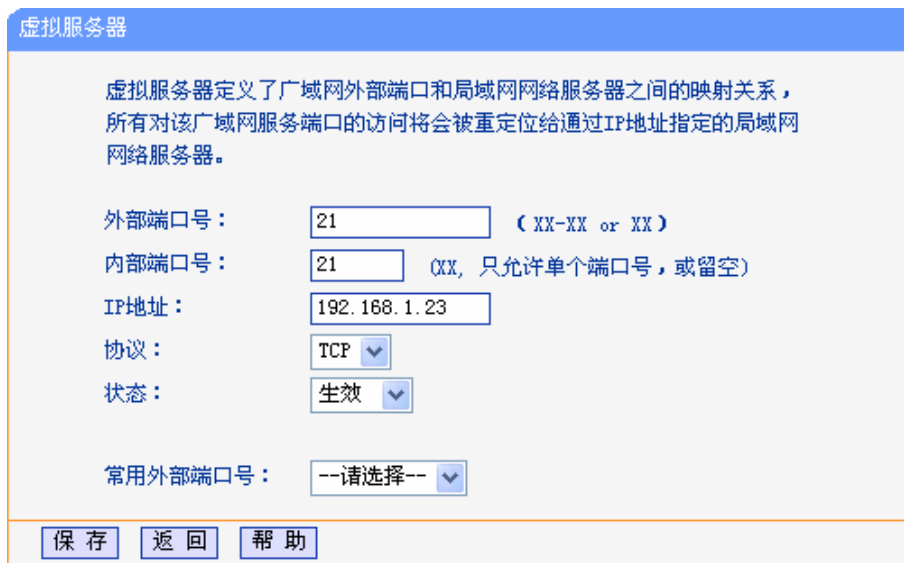 虚拟服务器
虚拟服务器定义了广域网外部端口和局域网网络服务器之间的映射关系，
所有对该广域网服务端口的访问将会被重定位给通过IP地址指定的局域网
网络服务器。
外部端口号： 21 （XX-XX or XX）
内部端口号： 21 (XX, 只允许单个端口号，或留空)
IP地址： 192.168.1.23
协议： TCP
状态： 生效
常用外部端口号： --请选择--
保 存 返 回 帮 助